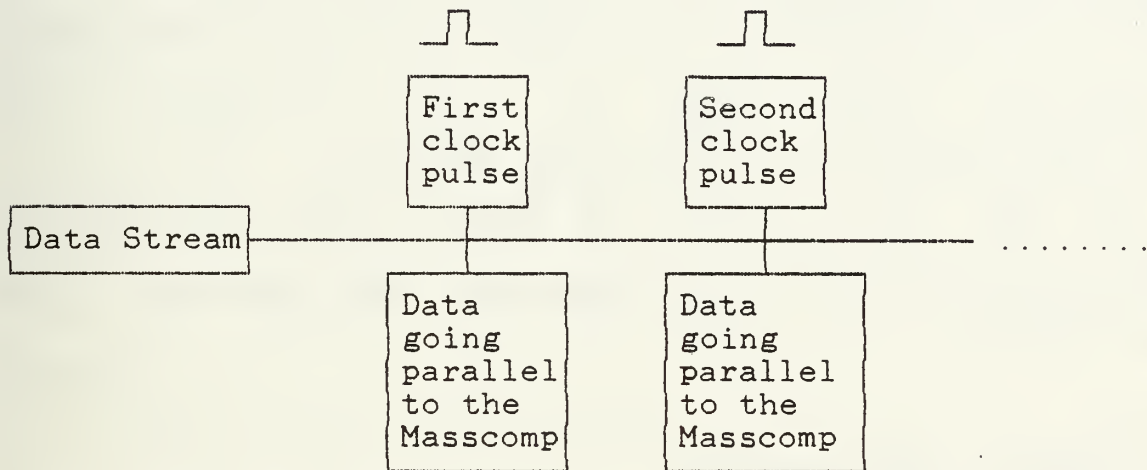 First
clock
pulse
Second
clock
pulse
Data Stream
.........
Data
going
parallel
to the
Masscomp
Data
going
parallel
to the
Masscomp